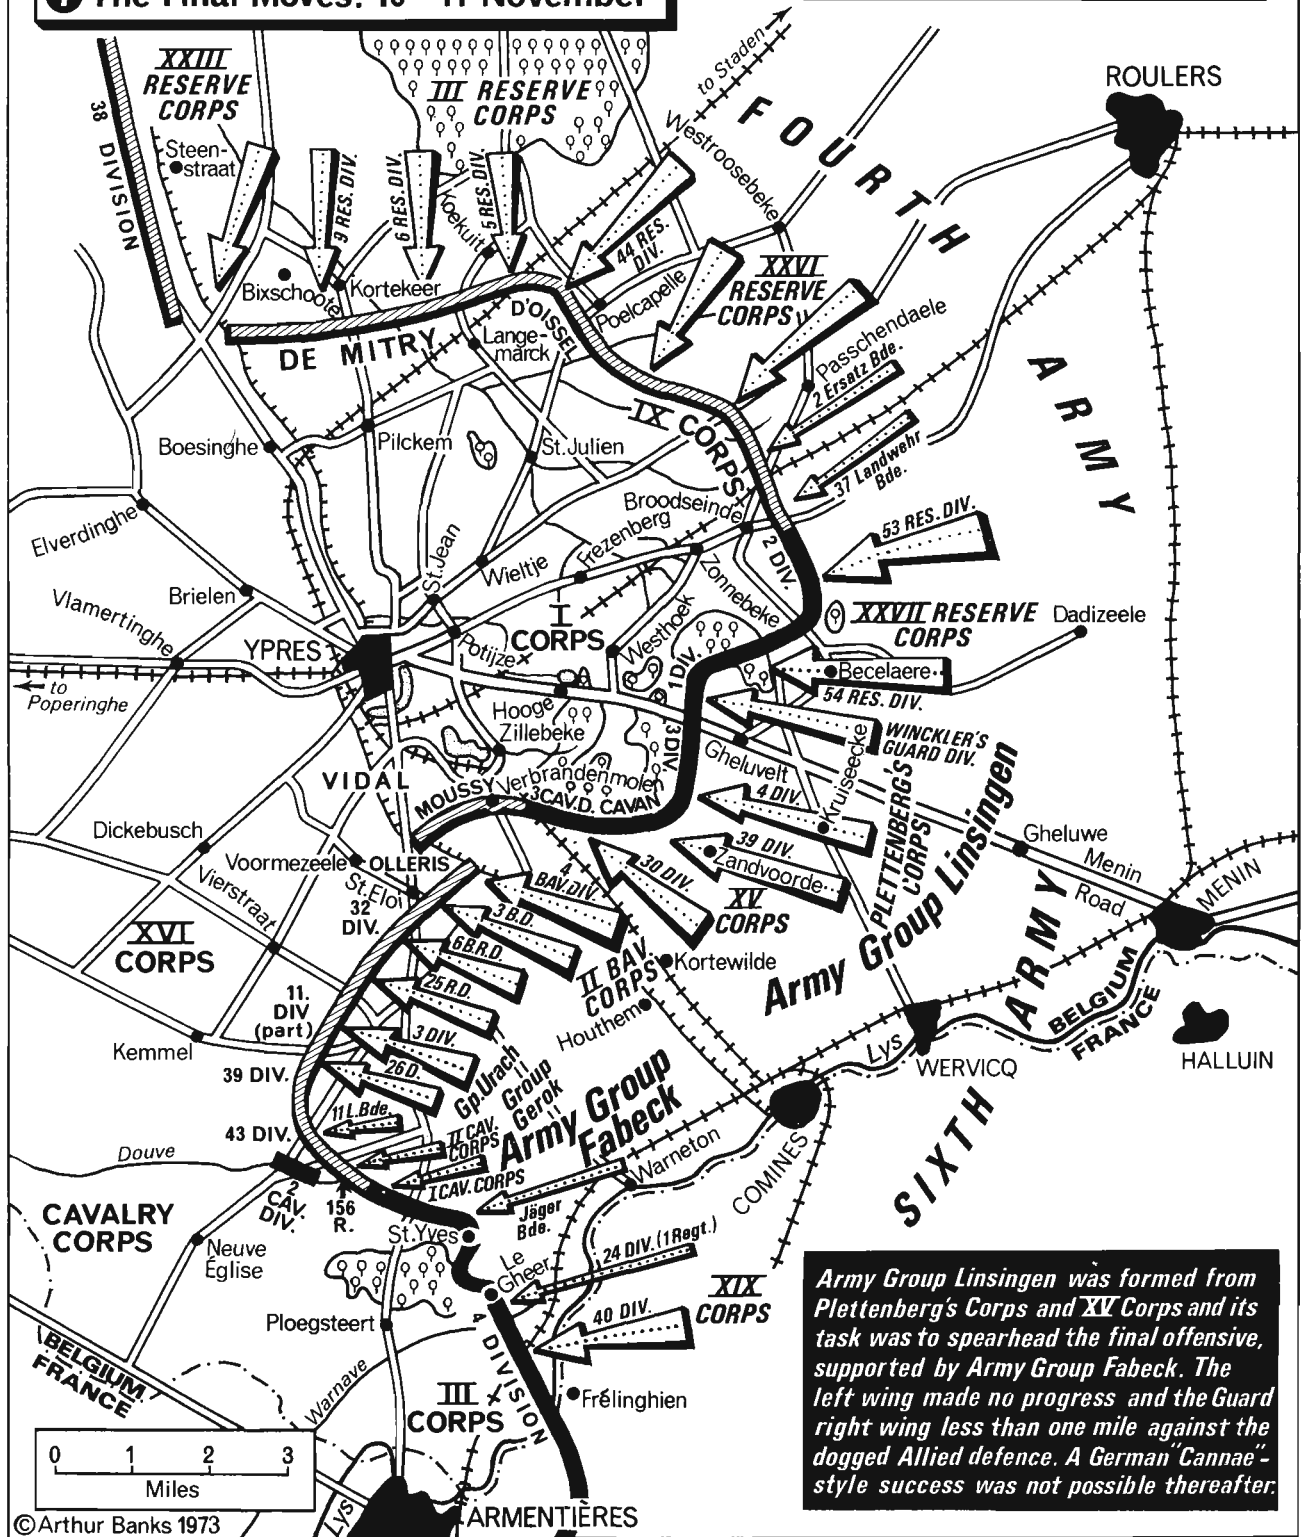 The Final Moves: 10 - 11 November
XXIII
RESERVE
CORPS
III RESERVE
CORPS
to Staden
FOURTH
ARMY
ROULERS
38 DIVISION
Steen-
straat
9 RES. DIV.
6 RES. DIV.
5 RES. DIV.
Koekuit
44 RES.
DIV.
Westroosebeke
XXVI
RESERVE
CORPS
Bixschoote
Kortekeer
Poelcapelle
DE MITRY
D'OISSEL
Lange-
marck
Passchendaele
2 Ersatz Bde.
IX CORPS
37 Landwehr
Bde.
Boesinghe
Pilckem
St.Julien
Broodseinde
53 RES. DIV.
Elverdinghe
St.Jean
Wieltje
Frezenberg
2 DIV.
Zonnebeke
Brielen
Vlamertinghe
YPRES
Potijze
I
CORPS
Westhoek
1 DIV.
XXVII RESERVE
CORPS
Dadizeele
Becelaere
54 RES. DIV.
to
Poperinghe
Hooge
Zillebeke
3 DIV.
Gheluvelt
WINCKLER'S
GUARD DIV.
VIDAL
MOUSSY
Verbrandenmolen
3CAV.D. CAVAN
4 DIV.
Kruiseecke
PLETTENBERG'S
CORPS
Army Group Linsingen
Dickebusch
Voormezeele
OLLERIS
St.Eloi
32
DIV.
Vierstraat
4
BAV.DIV.
30 DIV.
39 DIV.
Zandvoorde
XV
CORPS
Gheluwe
Menin
Road
MENIN
3 B.D.
6B.R.D.
25 R.D.
3 DIV.
26 D.
11 L.Bde.
XVI
CORPS
II BAV.
CORPS
Kortewilde
Houthem
11.
DIV
(part)
Kemmel
39 DIV.
43 DIV.
Gp.Urach
Group
Gerok
Army Group
Fabeck
II CAV.
CORPS
I CAV. CORPS
Lys
WERVICQ
BELGIUM
FRANCE
HALLUIN
SIXTH
ARMY
Douve
CAVALRY
CORPS
2
CAV.
DIV.
156
R.
Warneton
COMINES
Jäger
Bde.
St.Yves
Neuve
Église
Le
Gheer
24 DIV. (1 Regt.)
XIX
CORPS
40 DIV.
Ploegsteert
4 DIVISION
BELGIUM
FRANCE
Warnave
III
CORPS
Frélinghien
Lys
ARMENTIÈRES
0 1 2 3
Miles
©Arthur Banks 1973
Army Group Linsingen was formed from
Plettenberg's Corps and XV Corps and its
task was to spearhead the final offensive,
supported by Army Group Fabeck. The
left wing made no progress and the Guard
right wing less than one mile against the
dogged Allied defence. A German "Cannae"-
style success was not possible thereafter.